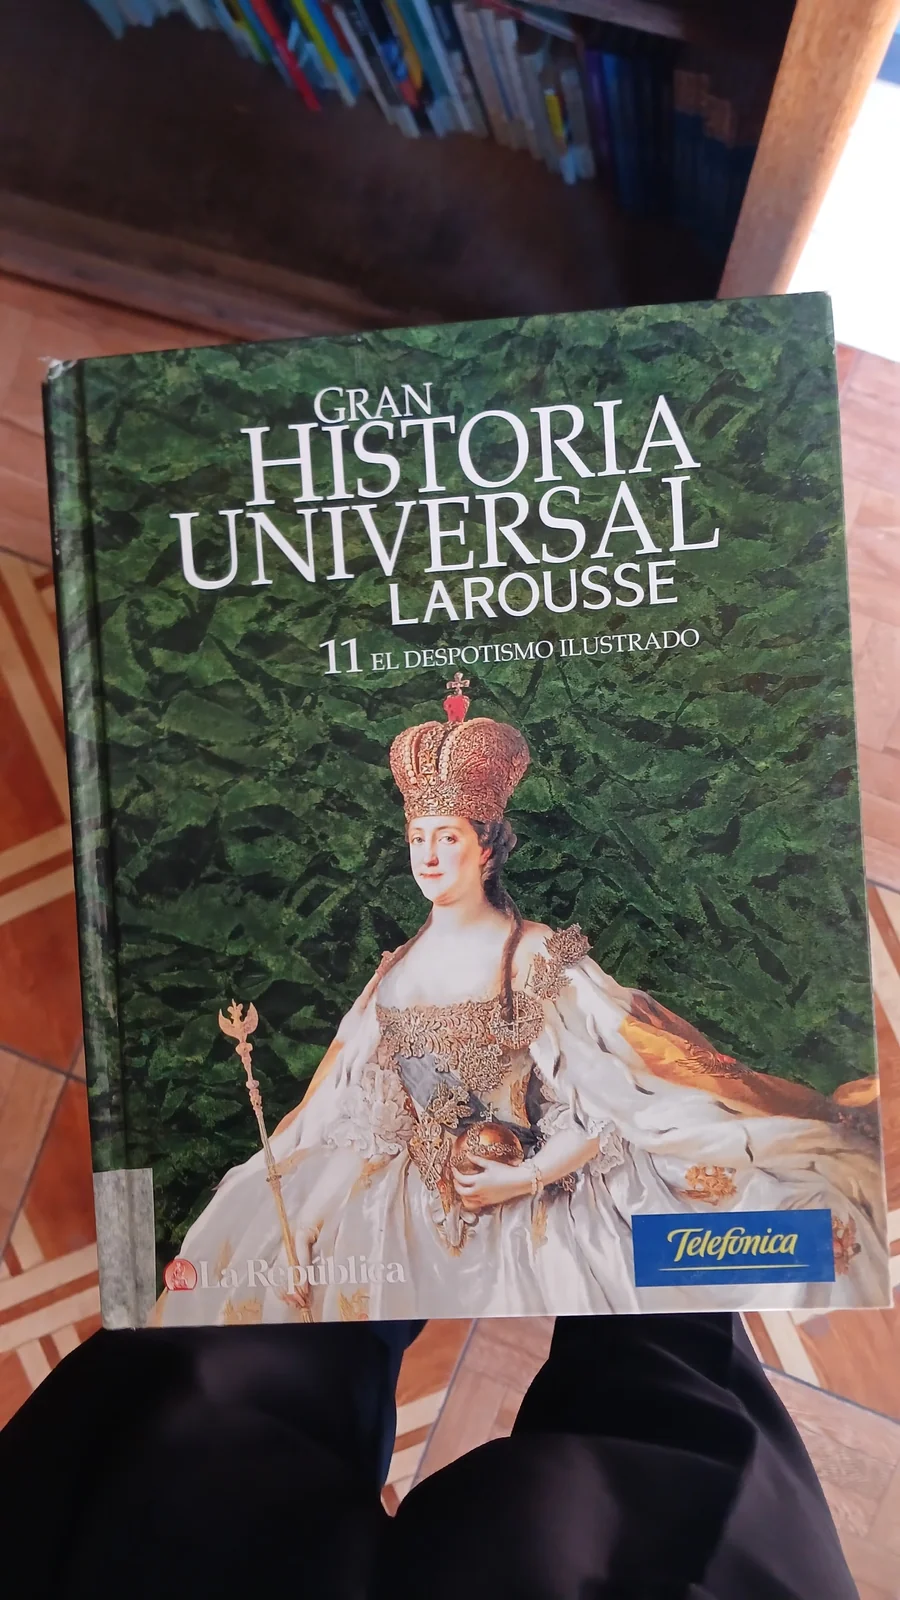 GRAN
HISTORIA
UNIVERSAL
LAROUSSE
11 EL DESPOTISMO ILUSTRADO
La República
Telefónica